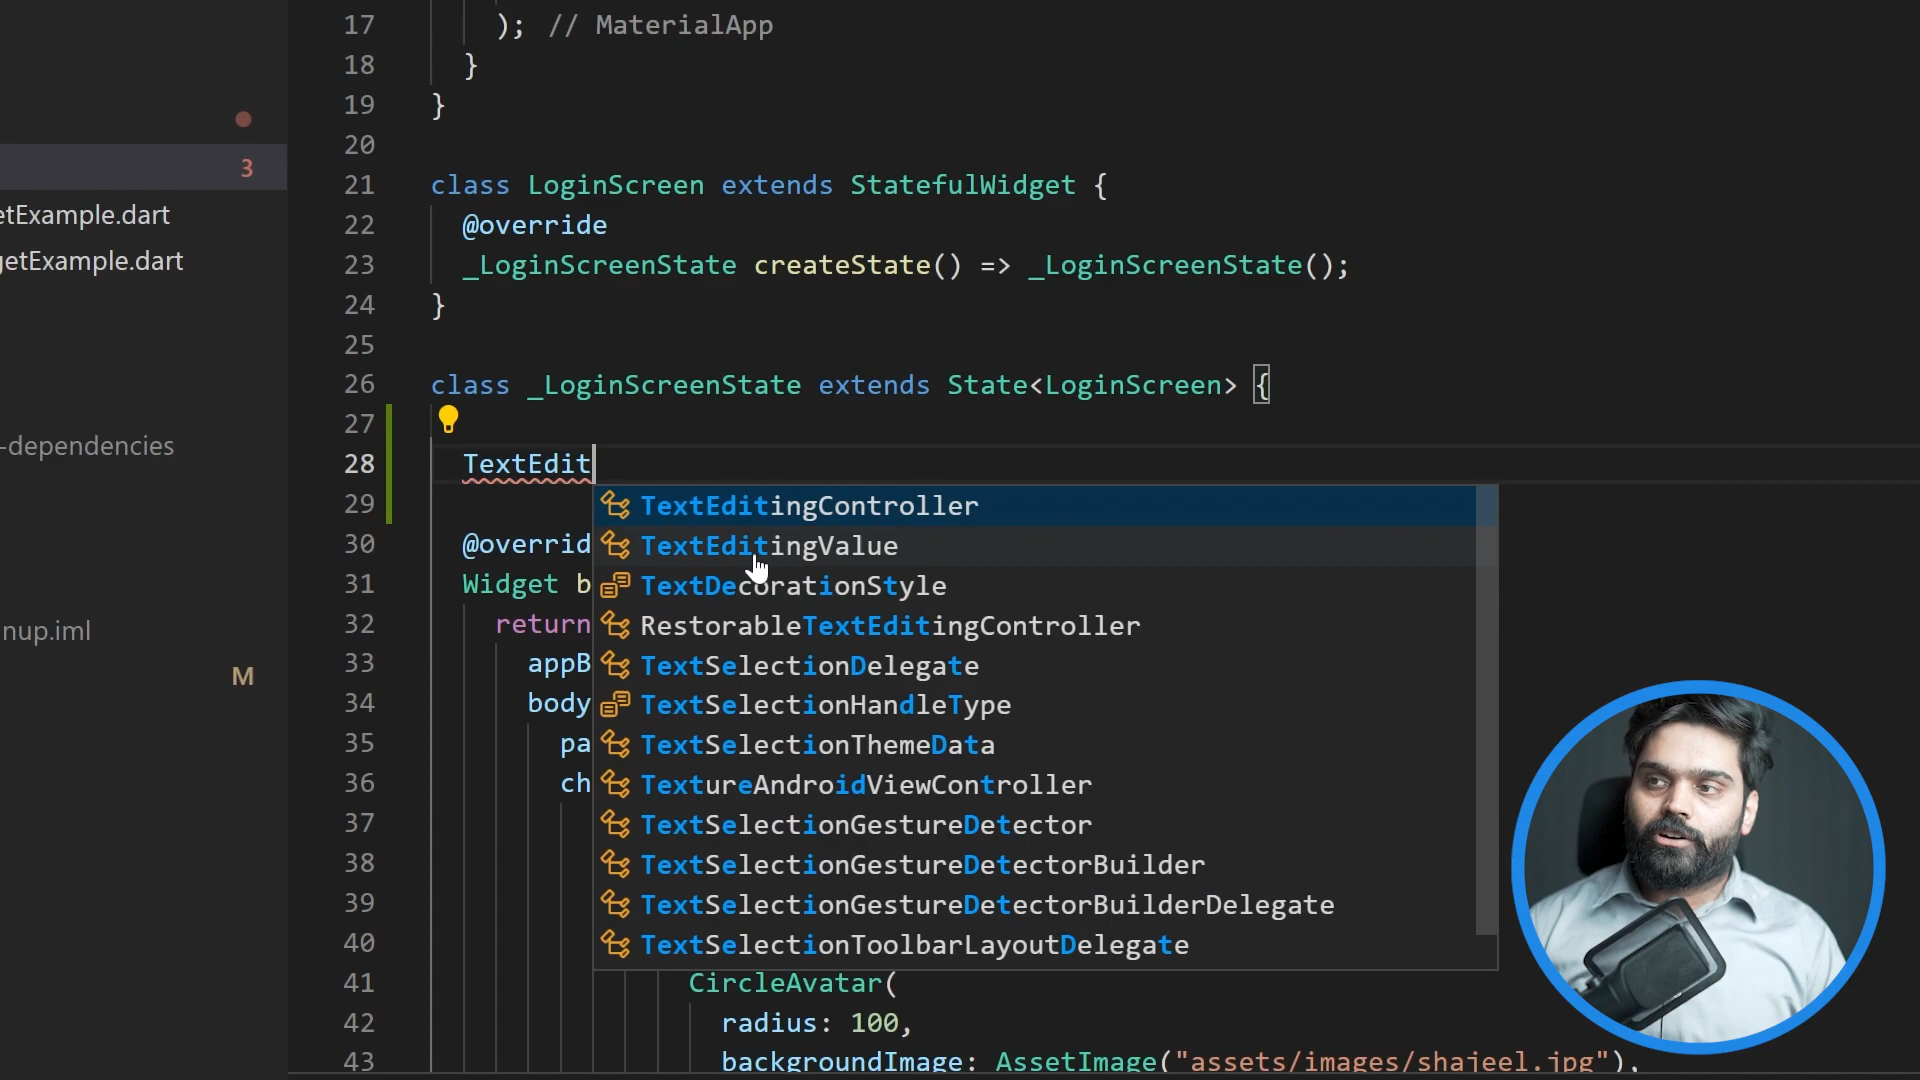 17 ); // MaterialApp
18 }
19 }
20
3
21 class LoginScreen extends StatefulWidget {
etExample.dart
22 @override
getExample.dart
23 _LoginScreenState createState() => _LoginScreenState();
24 }
25
26 class _LoginScreenState extends State<LoginScreen> {
27
-dependencies
28 TextEdit
29
TextEditingController
30 @overrid
TextEditingValue
31 Widget b
TextDecorationStyle
nup.iml
32 return
RestorableTextEditingController
33 appB
TextSelectionDelegate
M
34 body
TextSelectionHandleType
35 pa
TextSelectionThemeData
36 ch
TextureAndroidViewController
37
TextSelectionGestureDetector
38
TextSelectionGestureDetectorBuilder
39
TextSelectionGestureDetectorBuilderDelegate
40
TextSelectionToolbarLayoutDelegate
41 CircleAvatar(
42 radius: 100,
43 backgroundImage: AssetImage("assets/images/shajeel.jpg"),